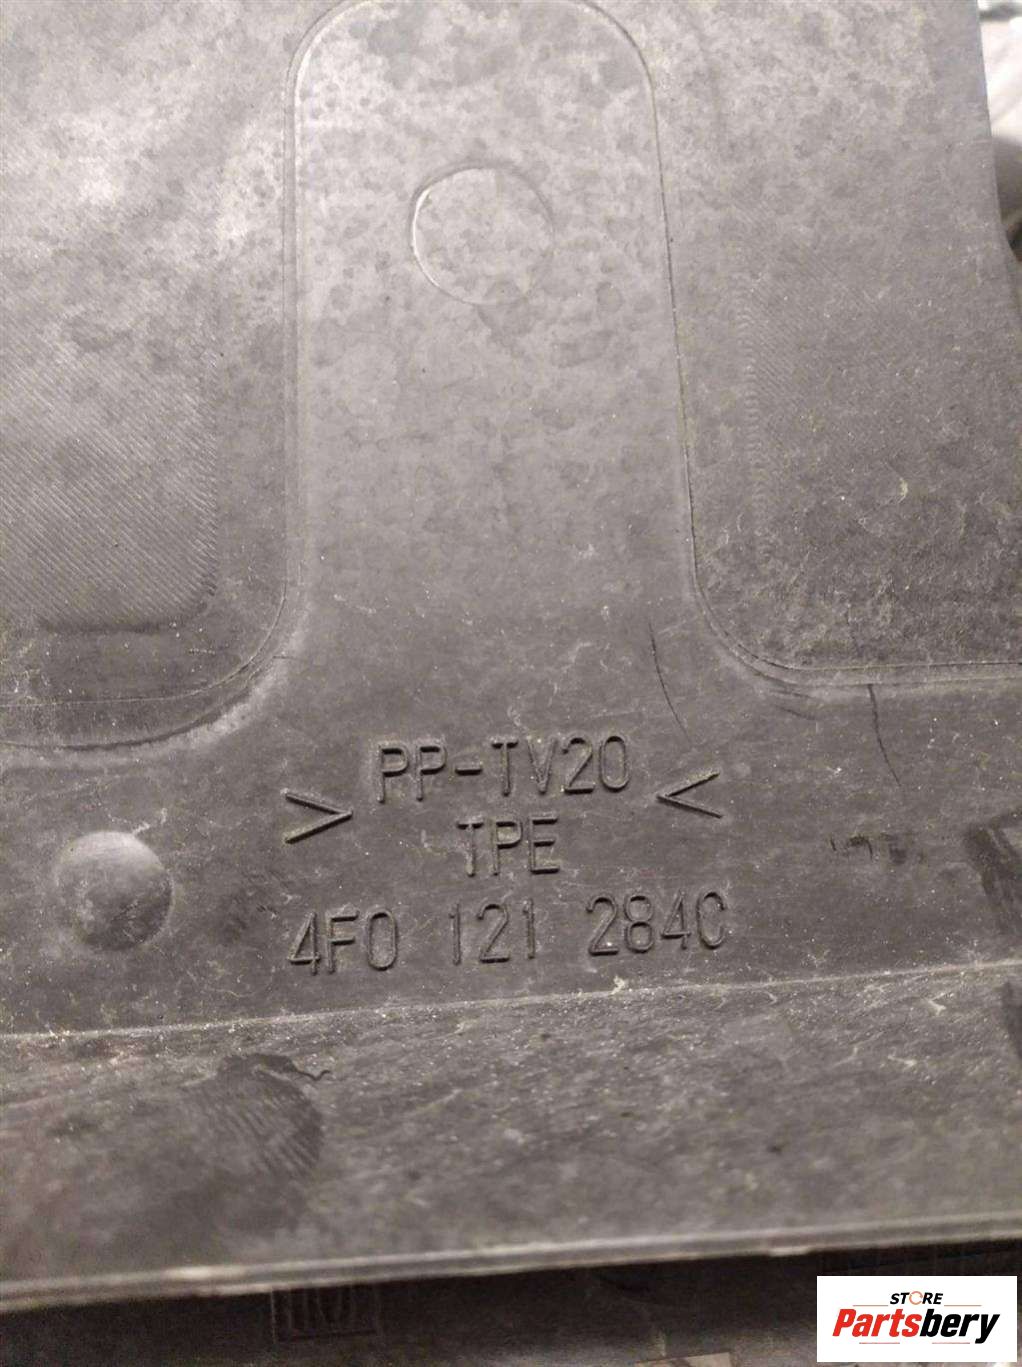 > PP-TV20 <
TPE
4F0 121 284C
STORE
Partsbery